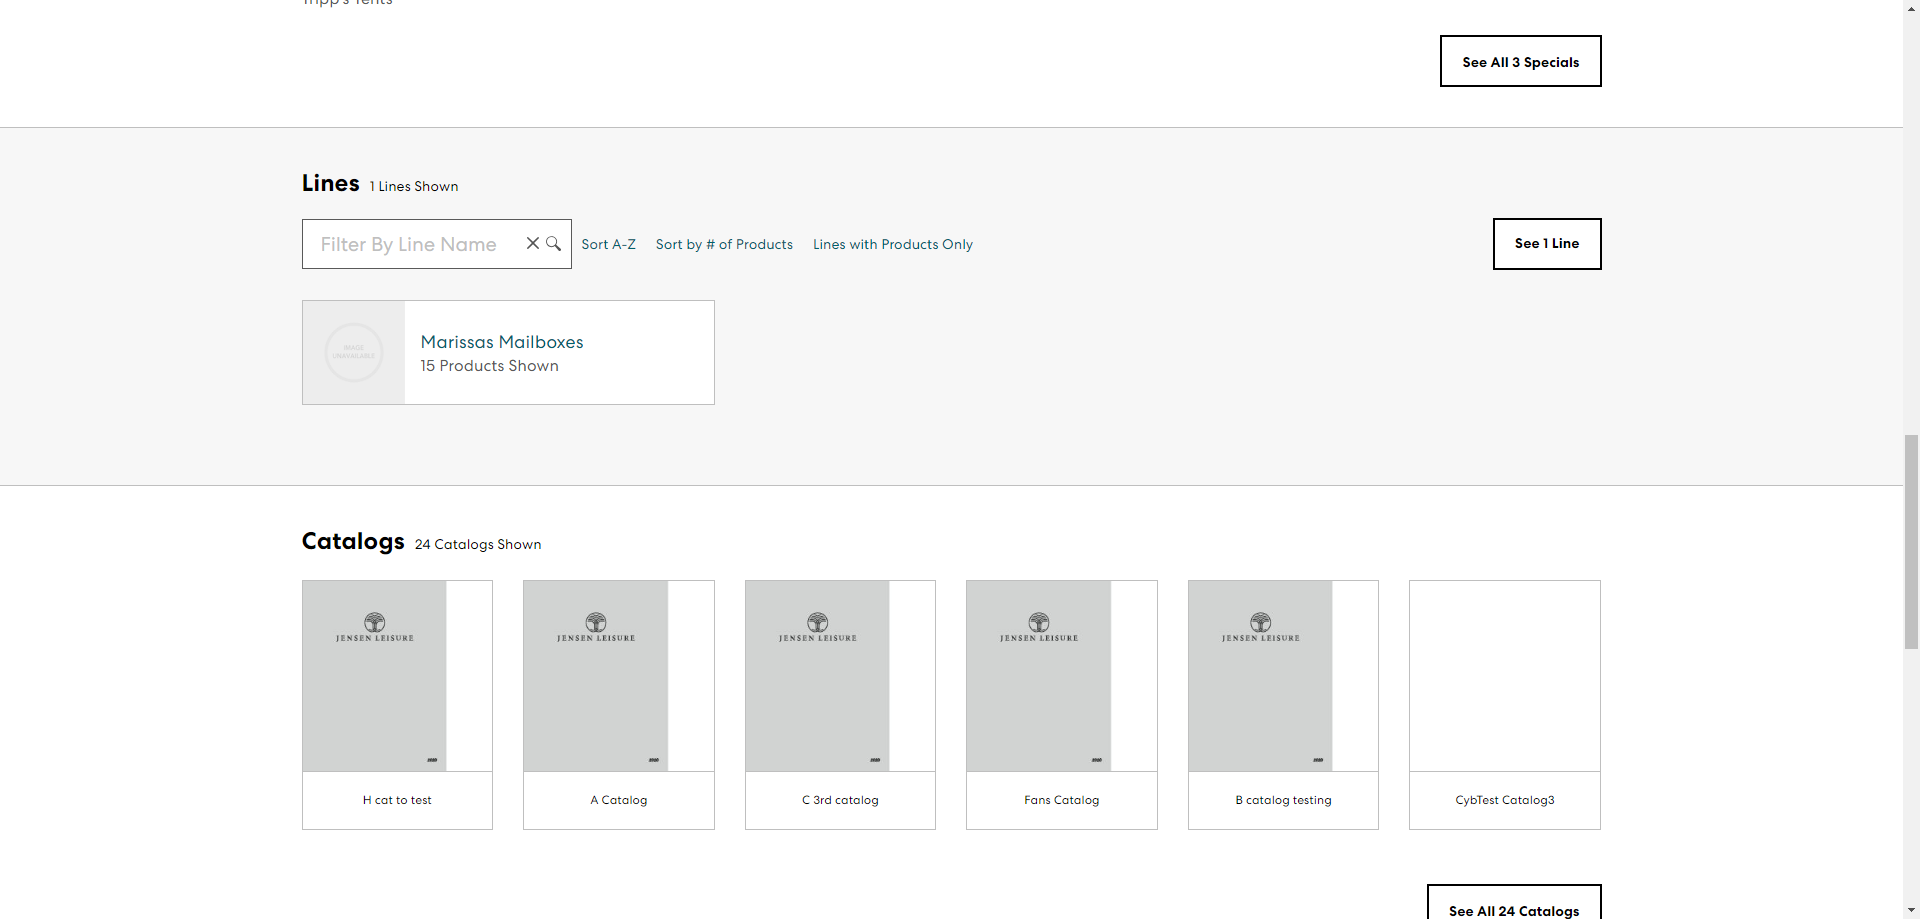 Tripp's Tents
See All 3 Specials
Lines 1 Lines Shown
Filter By Line Name
Sort A-Z Sort by # of Products Lines with Products Only
See 1 Line
IMAGE
UNAVAILABLE
Marissas Mailboxes
15 Products Shown
Catalogs 24 Catalogs Shown
JENSEN LEISURE
JENSEN LEISURE
JENSEN LEISURE
JENSEN LEISURE
JENSEN LEISURE
H cat to test
A Catalog
C 3rd catalog
Fans Catalog
B catalog testing
CybTest Catalog3
See All 24 Catalogs